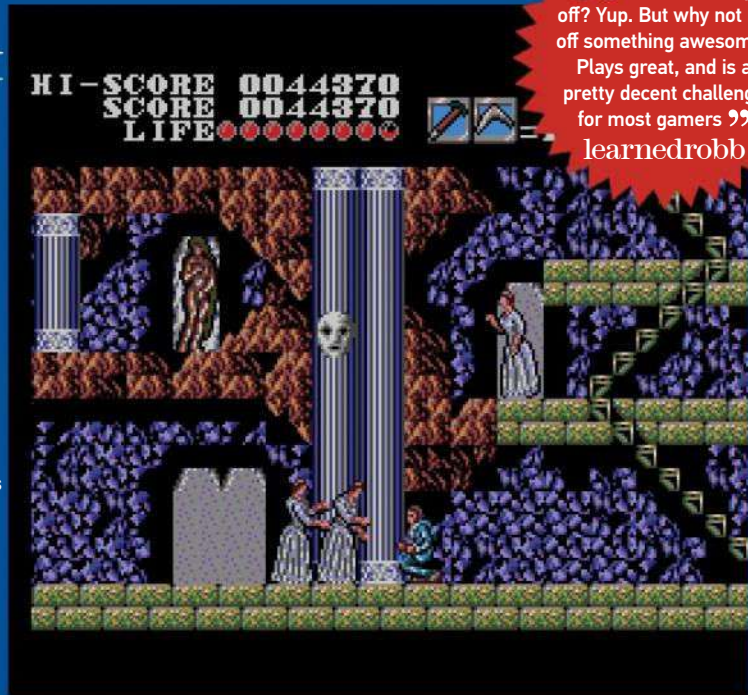 HI-SCORE 0044370
SCORE 0044370
LIFE
=
off? Yup. But why not
off something awesom
Plays great, and is a
pretty decent challeng
for most gamers ”
learnedrobb
s